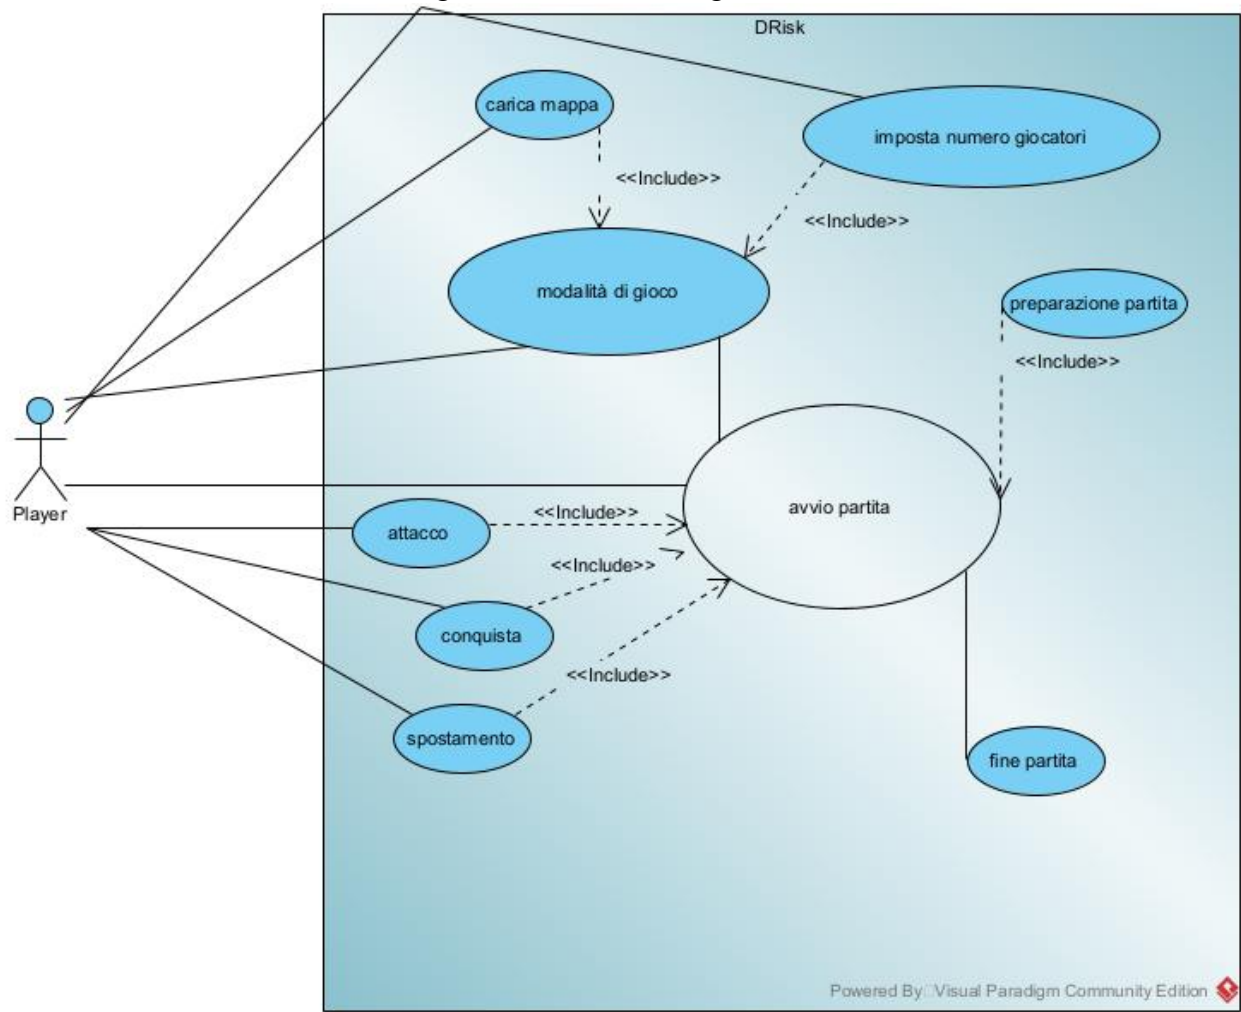 DRisk
carica mappa
imposta numero giocatori
<<Include>>
<<Include>>
modalità di gioco
preparazione partita
<<Include>>
Player
avvio partita
attacco
<<Include>>
<<Include>>
conquista
<<Include>>
spostamento
fine partita
Powered By Visual Paradigm Community Edition